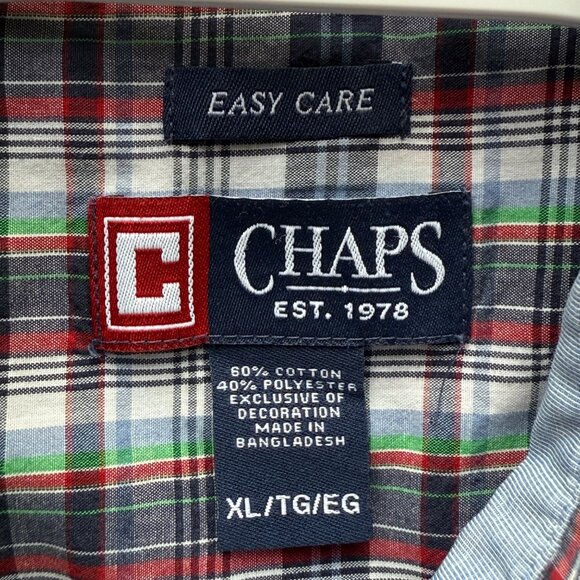 EASY CARE
C CHAPS
EST. 1978
60% COTTON
40% POLYESTER
EXCLUSIVE OF
DECORATION
MADE IN
BANGLADESH
XL/TG/EG